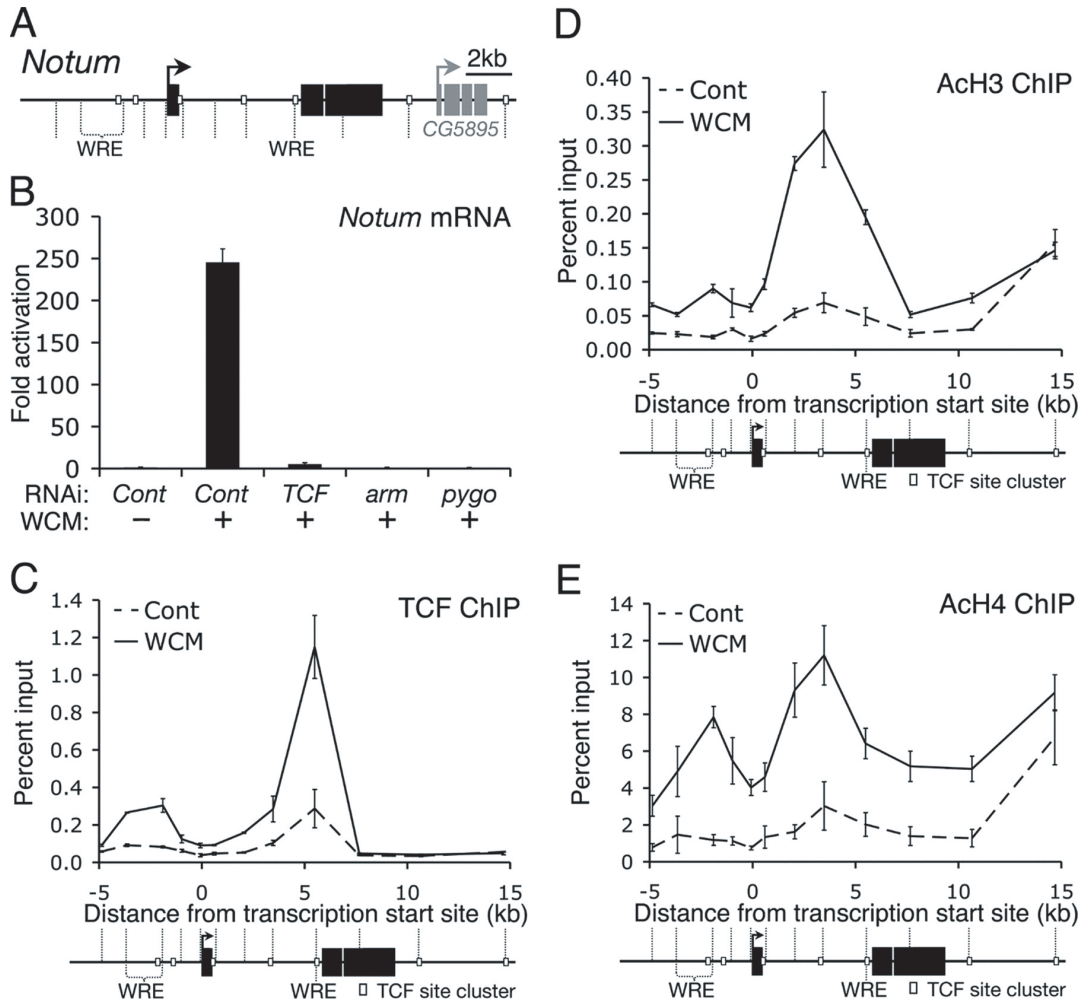 A
Notum
2kb
CG5895
WRE
WRE
B
Notum mRNA
Fold activation
300
250
200
150
100
50
0
RNAi: Cont Cont TCF arm pygo
WCM: − + + + +
C
TCF ChIP
Cont
WCM
Percent input
1.4
1.2
1.0
0.8
0.6
0.4
0.2
0.0
-5 0 5 10 15
Distance from transcription start site (kb)
WRE WRE TCF site cluster
D
AcH3 ChIP
Cont
WCM
Percent input
0.40
0.35
0.30
0.25
0.20
0.15
0.10
0.05
0.00
-5 0 5 10 15
Distance from transcription start site (kb)
WRE WRE TCF site cluster
E
AcH4 ChIP
Cont
WCM
Percent input
14
12
10
8
6
4
2
0
-5 0 5 10 15
Distance from transcription start site (kb)
WRE WRE TCF site cluster